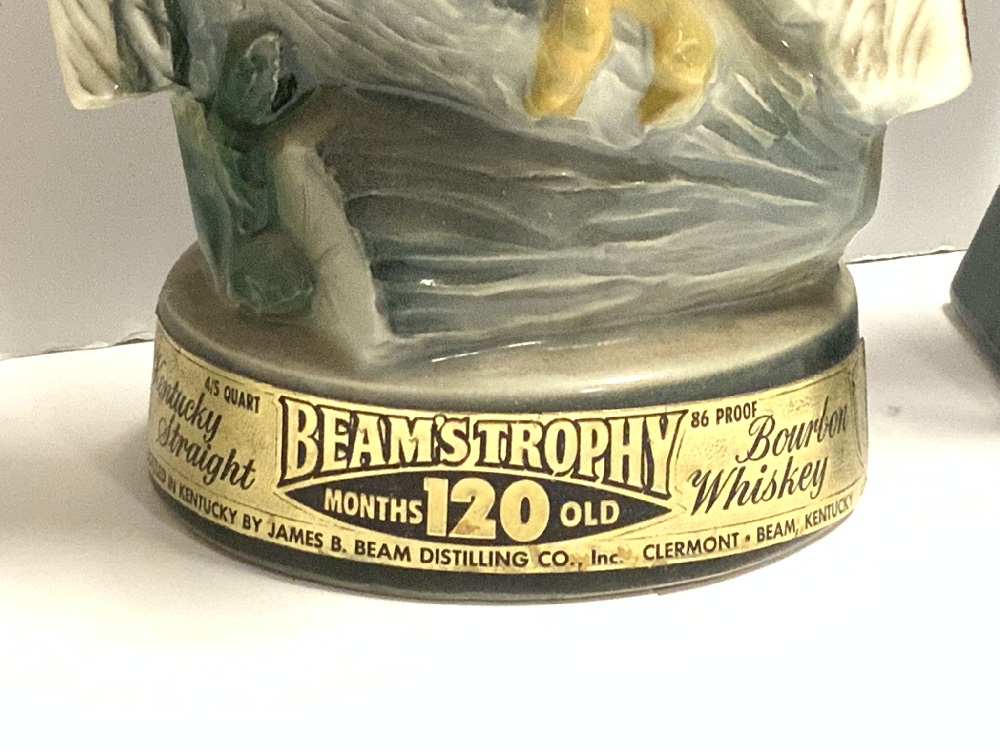 4/5 QUART
Kentucky
Straight
BEAM'S TROPHY
MONTHS 120 OLD
86 PROOF
Bourbon
Whiskey
IN KENTUCKY BY JAMES B. BEAM DISTILLING CO., Inc. CLERMONT • BEAM, KENTUCKY